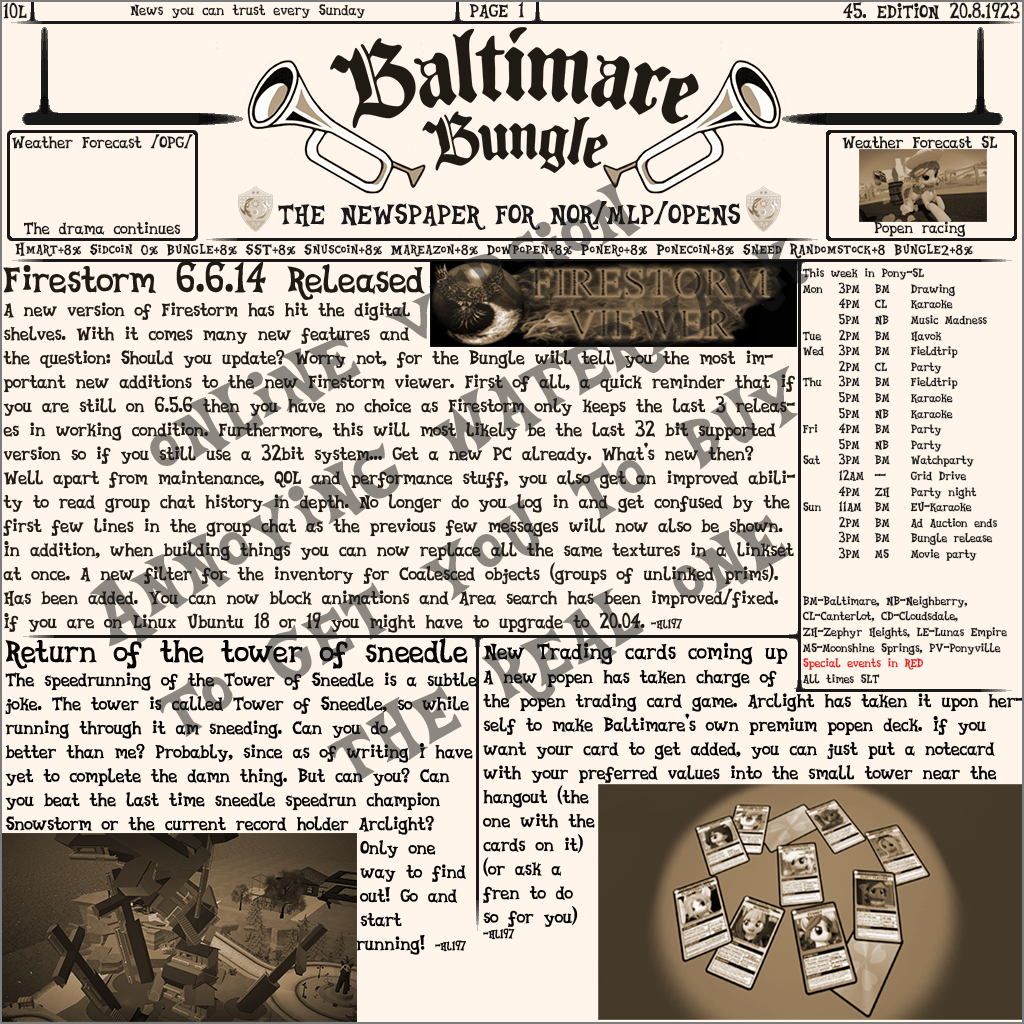 10L
News you can trust every Sunday
PAGE 1
45. EDITION 20.8.1923
Baltimare
Bungle
THE NEWSPAPER FOR NOR/MLP/OPENS
Weather Forecast /OPG/
The drama continues
Weather Forecast SL
Popen racing
HMART+8% SIDCOIN 0% BUNGLE+8% SST+8% SNUSCOIN+8% MAREAZON+8% DOWPOPEN+8% PONERO+8% PONECOIN+8% SNEED RANDOMSTOCK+8 BUNGLE2+8%
Firestorm 6.6.14 Released
FIRESTORM
VIEWER
A new version of Firestorm has hit the digital
shelves. With it comes many new features and
the question: Should you update? Worry not, for the Bungle will tell you the most im-
portant new additions to the new Firestorm viewer. First of all, a quick reminder that if
you are still on 6.5.6 then you have no choice as Firestorm only keeps the last 3 releas-
es in working condition. Furthermore, this will most likely be the last 32 bit supported
version so if you still use a 32bit system... Get a new PC already. What's new then?
Well apart from maintenance, QOL and performance stuff, you also get an improved abili-
ty to read group chat history in depth. No longer do you log in and get confused by the
first few lines in the group chat as the previous few messages will now also be shown.
In addition, when building things you can now replace all the same textures in a linkset
at once. A new filter for the inventory for Coalesced objects (groups of unlinked prims).
Has been added. You can now block animations and Area search has been improved/fixed.
If you are on Linux Ubuntu 18 or 19 you might have to upgrade to 20.04. -HL197
This week in Pony-SL
Mon 3PM BM Drawing
4PM CL Karaoke
5PM NB Music Madness
Tue 2PM BM Havok
Wed 3PM BM Fieldtrip
2PM CL Party
Thu 3PM BM Fieldtrip
5PM BM Karaoke
5PM NB Karaoke
Fri 4PM BM Party
5PM NB Party
Sat 3PM BM Watchparty
12AM --- Grid Drive
4PM ZH Party night
Sun 11AM BM EU-Karaoke
2PM BM Ad Auction ends
3PM BM Bungle release
3PM MS Movie party
BM-Baltimare, NB-Neighberry,
CL-Canterlot, CD-Cloudsdale,
ZH-Zephyr Heights, LE-Lunas Empire
MS-Moonshine Springs, PV-Ponyville
Special events in RED
All times SLT
Return of the tower of sneedle
The speedrunning of the Tower of Sneedle is a subtle
joke. The tower is called Tower of Sneedle, so while
running through it am sneeding. Can you do
better than me? Probably, since as of writing I have
yet to complete the damn thing. But can you? Can
you beat the last time sneedle speedrun champion
Snowstorm or the current record holder Arclight?
Only one
way to find
out! Go and
start
running! -HL197
New Trading cards coming up
A new popen has taken charge of
the popen trading card game. Arclight has taken it upon her-
self to make Baltimare's own premium popen deck. If you
want your card to get added, you can just put a notecard
with your preferred values into the small tower near the
hangout (the
one with the
cards on it)
(or ask a
fren to do
so for you)
-HL197
ONLINE VERSION
ANNOYING WATERMARK
TO GET YOU TO BUY
THE REAL ONE